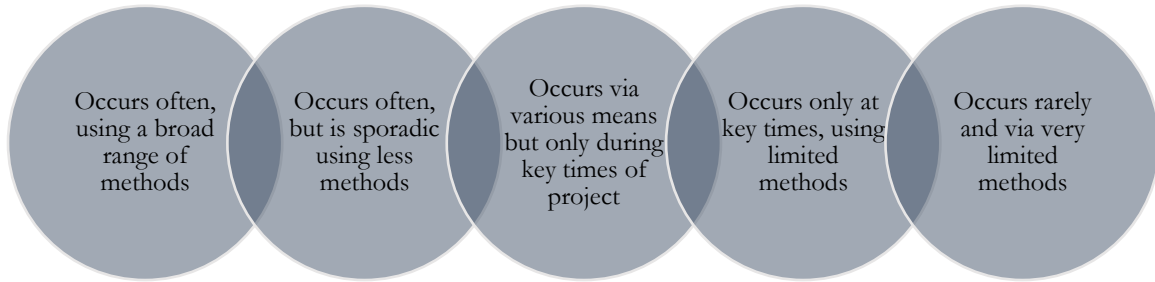 Occurs often,
using a broad
range of
methods
Occurs often,
but is sporadic
using less
methods
Occurs via
various means
but only during
key times of
project
Occurs only at
key times, using
limited
methods
Occurs rarely
and via very
limited
methods